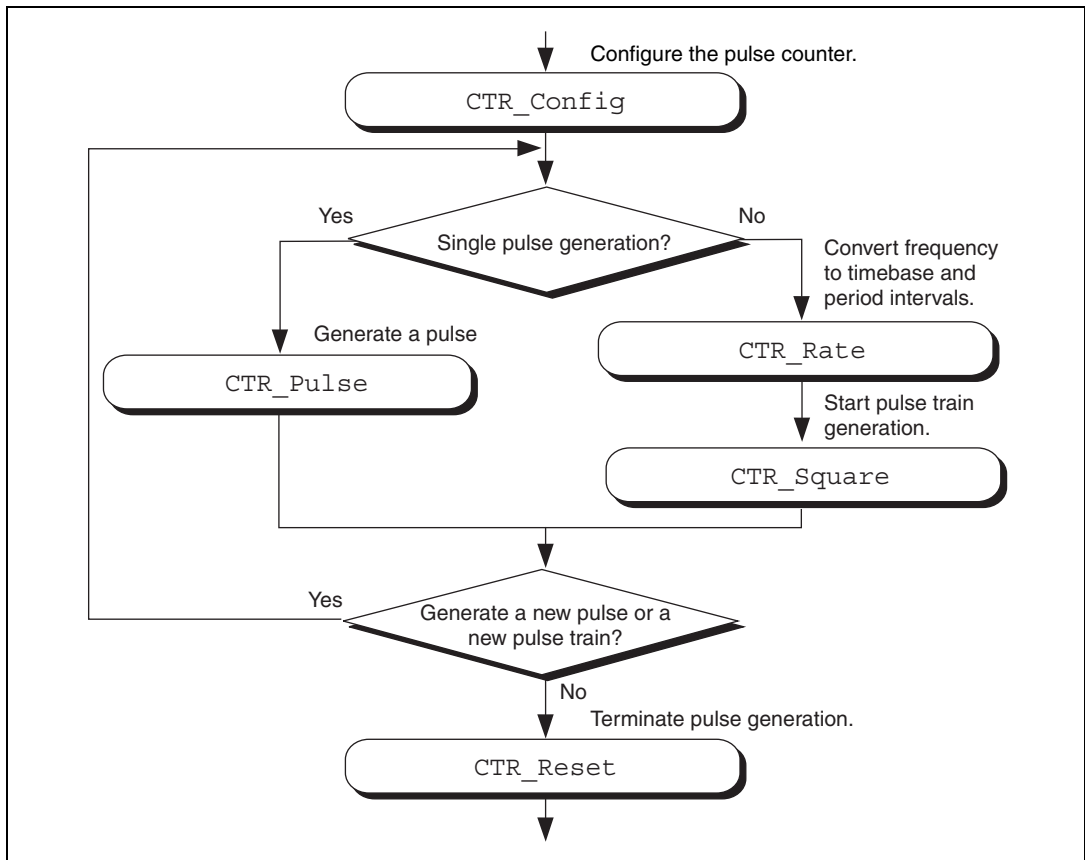 Configure the pulse counter.
CTR_Config
Yes
No
Single pulse generation?
Convert frequency
to timebase and
period intervals.
Generate a pulse
CTR_Rate
CTR_Pulse
Start pulse train
generation.
CTR_Square
Yes
Generate a new pulse or a
new pulse train?
No
Terminate pulse generation.
CTR_Reset